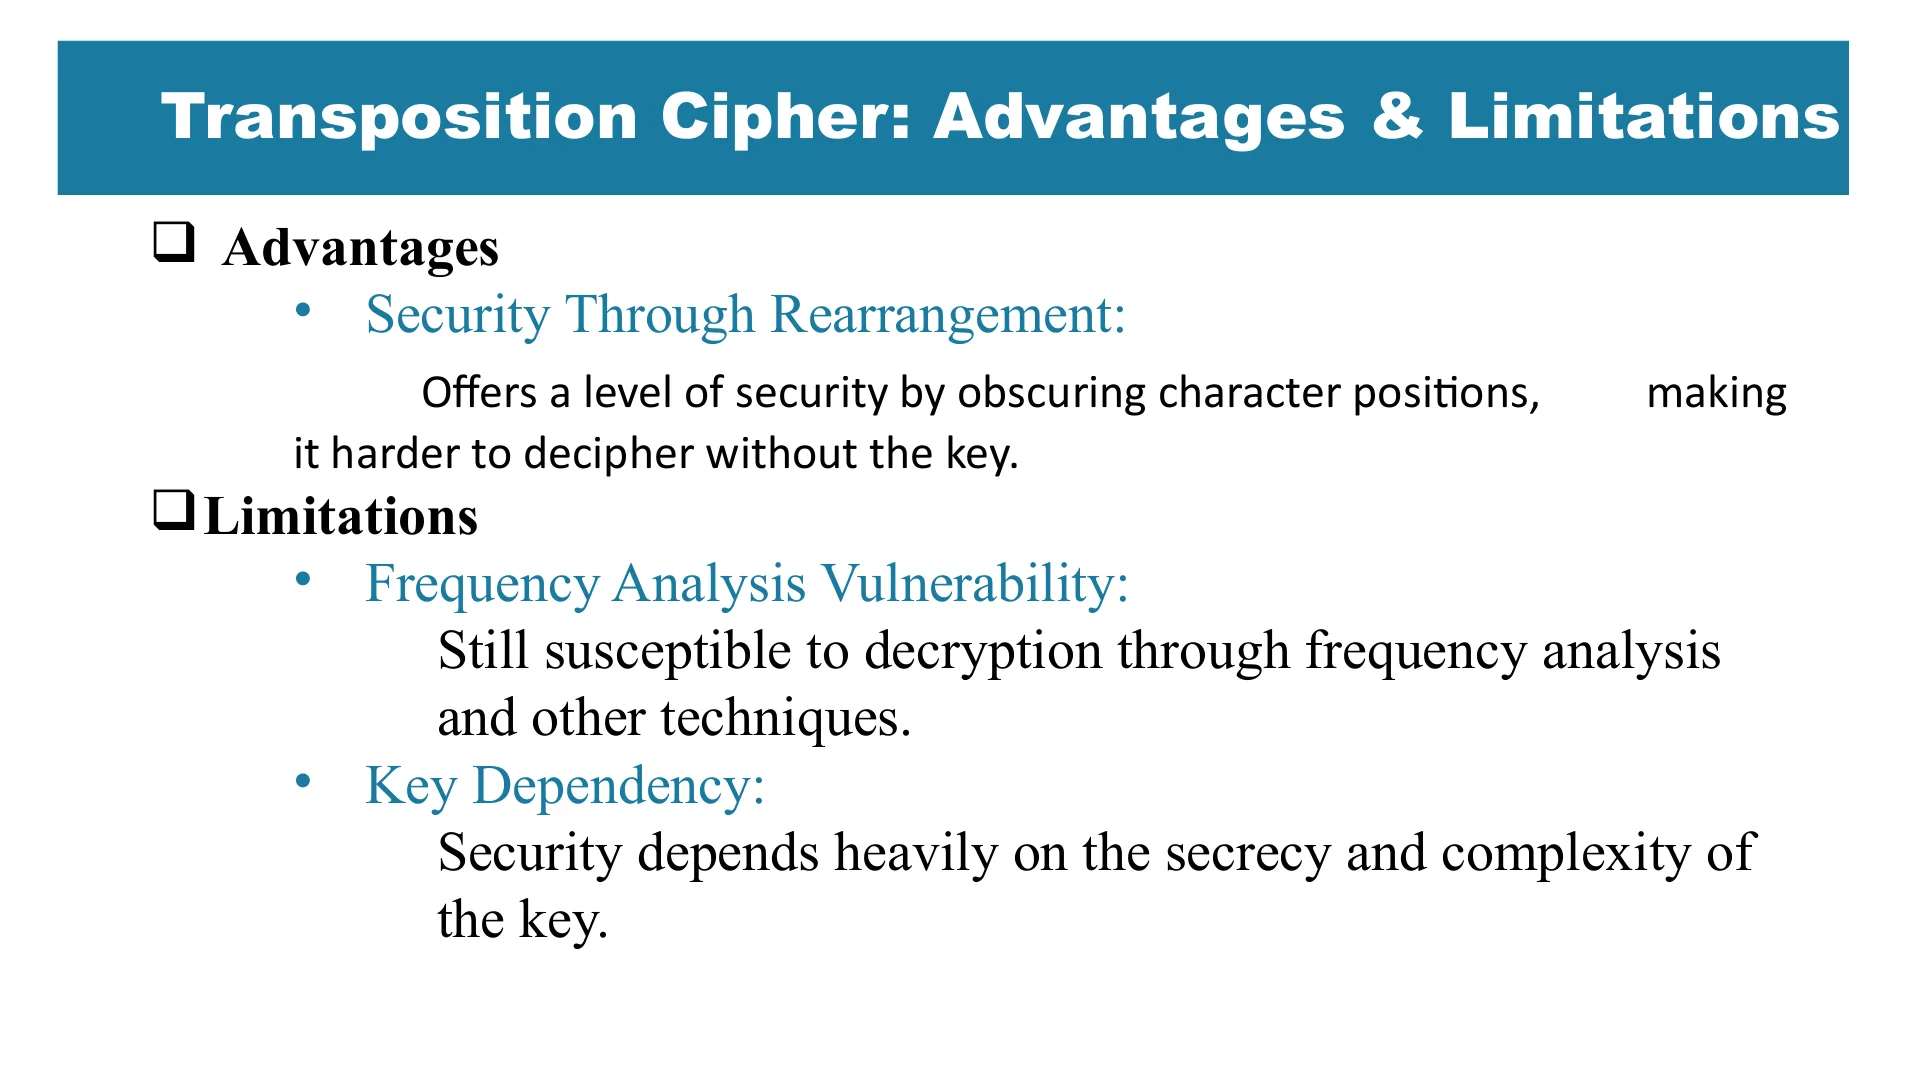 Transposition Cipher: Advantages & Limitations
❑ Advantages
• Security Through Rearrangement:
Offers a level of security by obscuring character positions, making
it harder to decipher without the key.
❑ Limitations
• Frequency Analysis Vulnerability:
Still susceptible to decryption through frequency analysis
and other techniques.
• Key Dependency:
Security depends heavily on the secrecy and complexity of
the key.